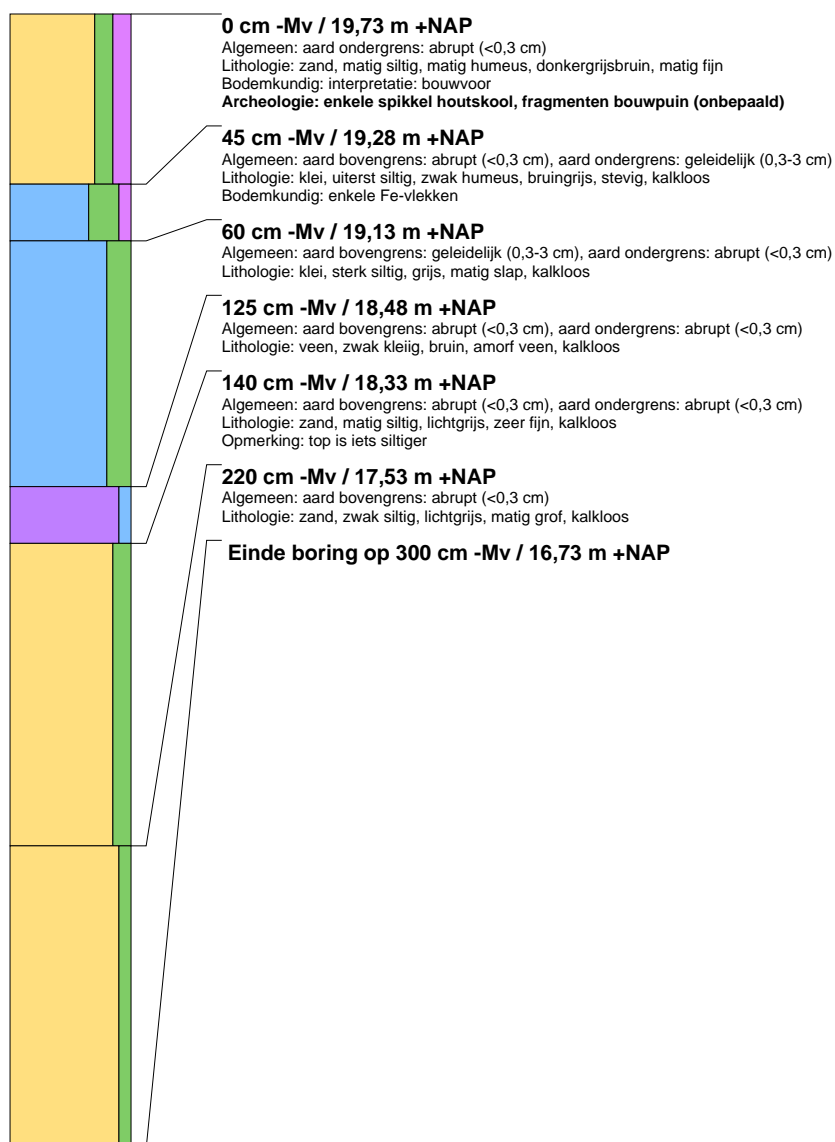 0 cm -Mv / 19,73 m +NAP
Algemeen: aard ondergrens: abrupt (<0,3 cm)
Lithologie: zand, matig siltig, matig humeus, donkergrijsbruin, matig fijn
Bodemkundig: interpretatie: bouwvoor
Archeologie: enkele spikkel houtskool, fragmenten bouwpuin (onbepaald)
45 cm -Mv / 19,28 m +NAP
Algemeen: aard bovengrens: abrupt (<0,3 cm), aard ondergrens: geleidelijk (0,3-3 cm)
Lithologie: klei, uiterst siltig, zwak humeus, bruingrijs, stevig, kalkloos
Bodemkundig: enkele Fe-vlekken
60 cm -Mv / 19,13 m +NAP
Algemeen: aard bovengrens: geleidelijk (0,3-3 cm), aard ondergrens: abrupt (<0,3 cm)
Lithologie: klei, sterk siltig, grijs, matig slap, kalkloos
125 cm -Mv / 18,48 m +NAP
Algemeen: aard bovengrens: abrupt (<0,3 cm), aard ondergrens: abrupt (<0,3 cm)
Lithologie: veen, zwak kleiig, bruin, amorf veen, kalkloos
140 cm -Mv / 18,33 m +NAP
Algemeen: aard bovengrens: abrupt (<0,3 cm), aard ondergrens: abrupt (<0,3 cm)
Lithologie: zand, matig siltig, lichtgrijs, zeer fijn, kalkloos
Opmerking: top is iets siltiger
220 cm -Mv / 17,53 m +NAP
Algemeen: aard bovengrens: abrupt (<0,3 cm)
Lithologie: zand, zwak siltig, lichtgrijs, matig grof, kalkloos
Einde boring op 300 cm -Mv / 16,73 m +NAP